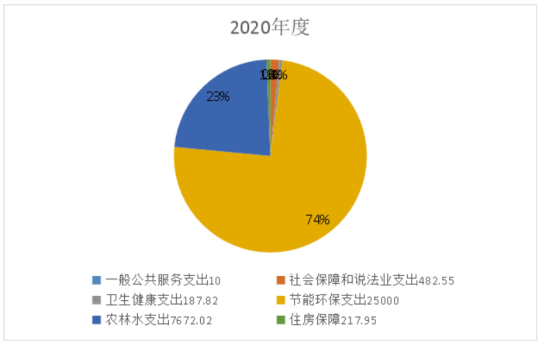 2020年度
23%
74%
一般公共服务支出10
社会保障和说法业支出482.55
卫生健康支出187.82
节能环保支出25000
农林水支出7672.02
住房保障217.95